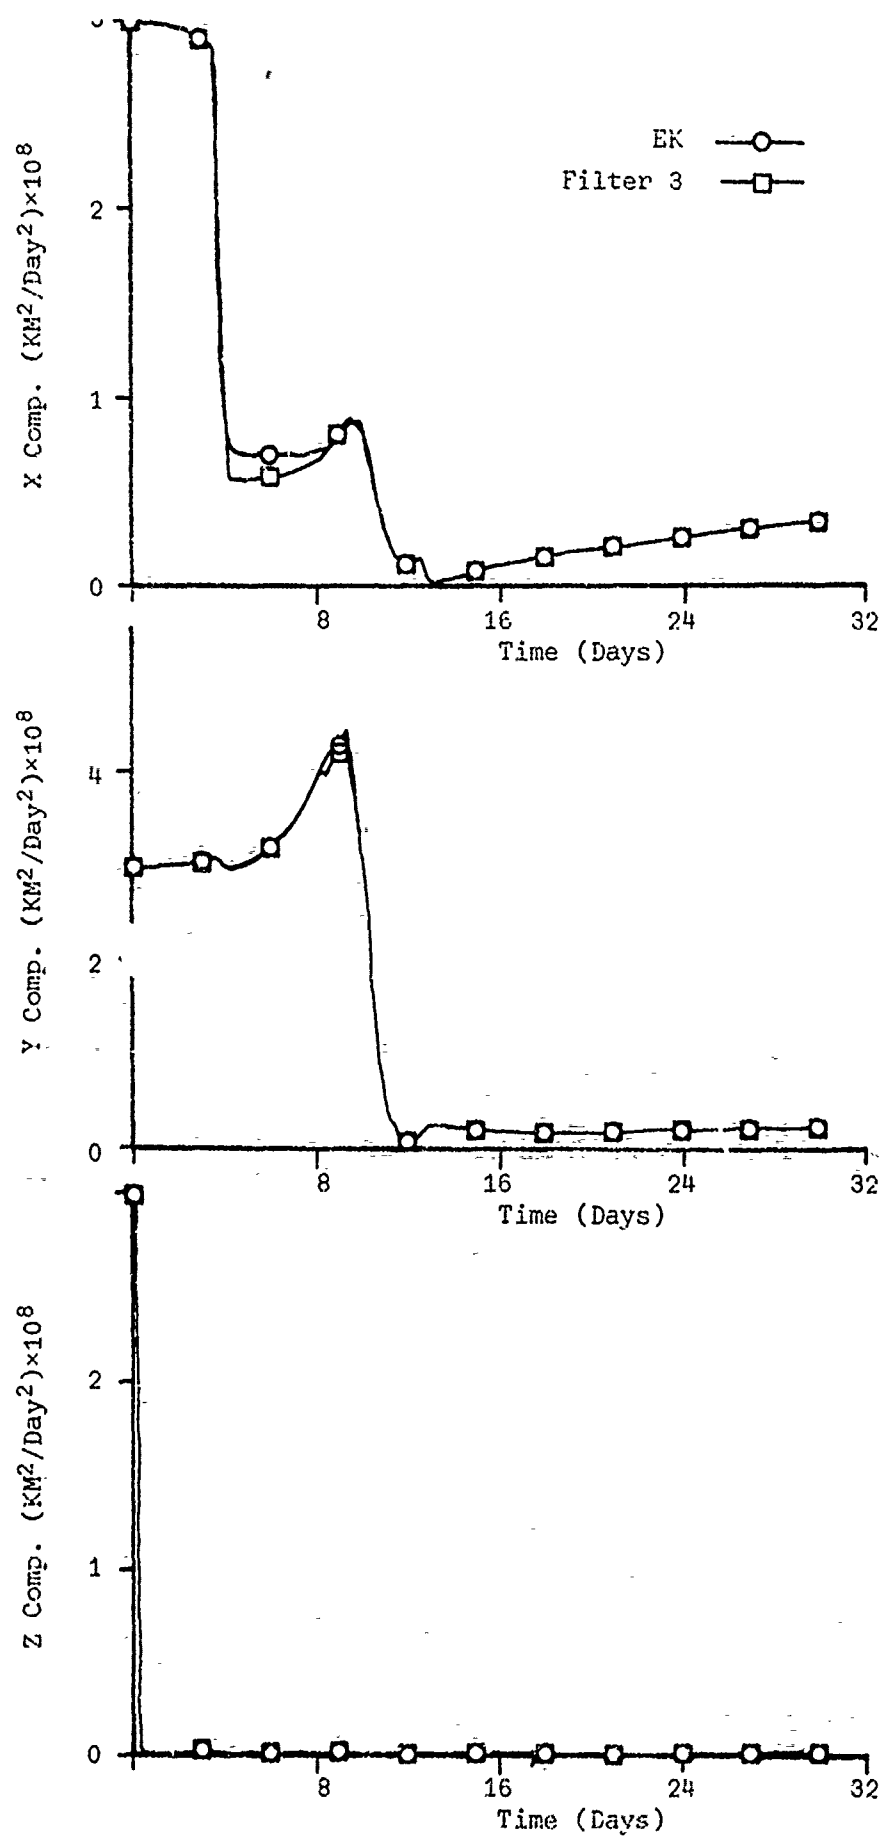 EK
Filter 3
X Comp. (KM²/Day²)×10⁸
2
1
0
8 16 24 32
Time (Days)
Y Comp. (KM²/Day²)×10⁸
4
2
0
8 16 24 32
Time (Days)
Z Comp. (KM²/Day²)×10⁸
2
1
0
8 16 24 32
Time (Days)